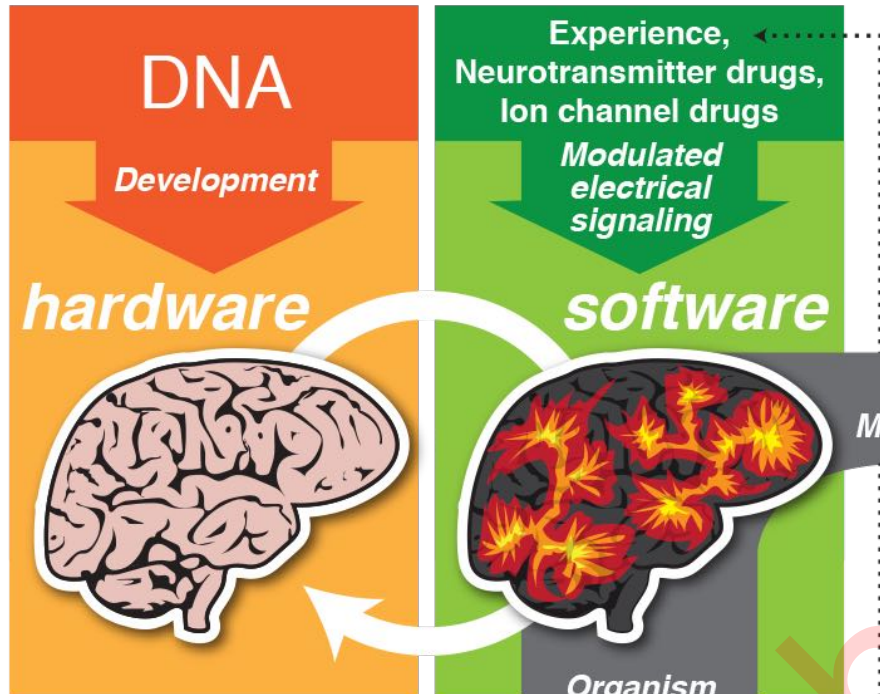 DNA
Development
hardware
Experience,
Neurotransmitter drugs,
Ion channel drugs
Modulated
electrical
signaling
software
Organism